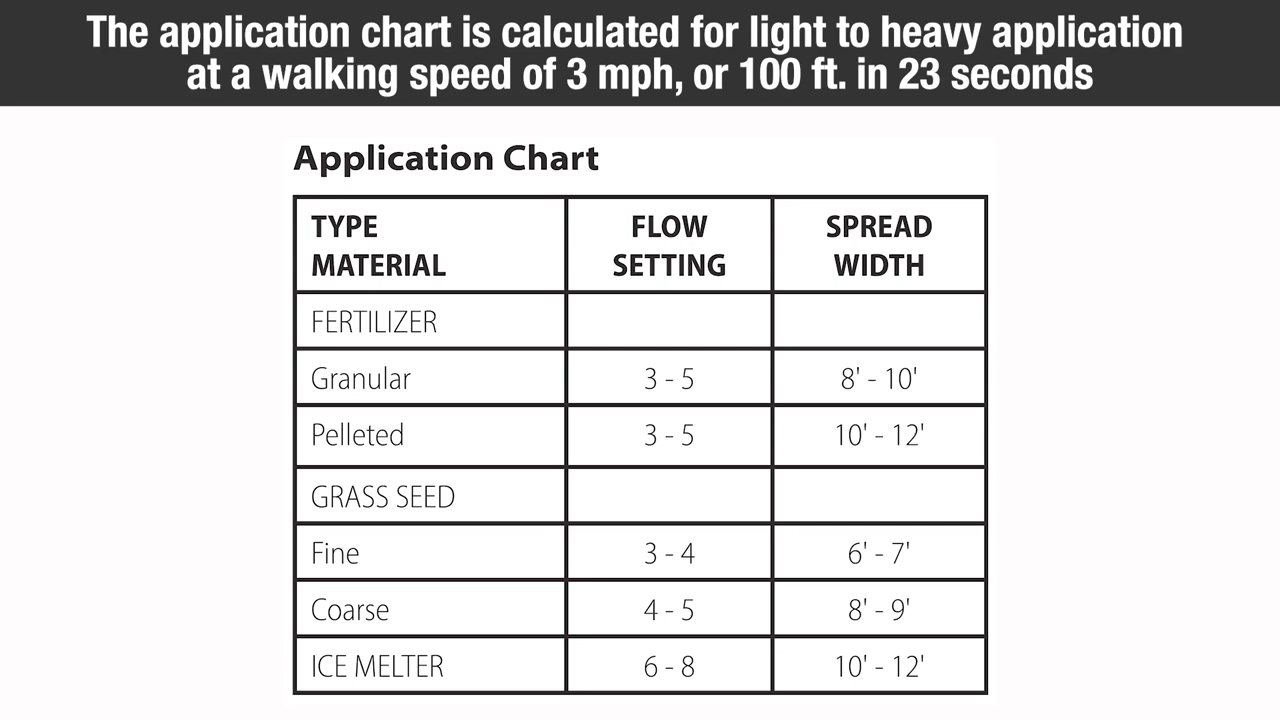 The application chart is calculated for light to heavy application
at a walking speed of 3 mph, or 100 ft. in 23 seconds
Application Chart
TYPE MATERIAL FLOW SETTING SPREAD WIDTH
FERTILIZER
Granular 3 - 5 8' - 10'
Pelleted 3 - 5 10' - 12'
GRASS SEED
Fine 3 - 4 6' - 7'
Coarse 4 - 5 8' - 9'
ICE MELTER 6 - 8 10' - 12'